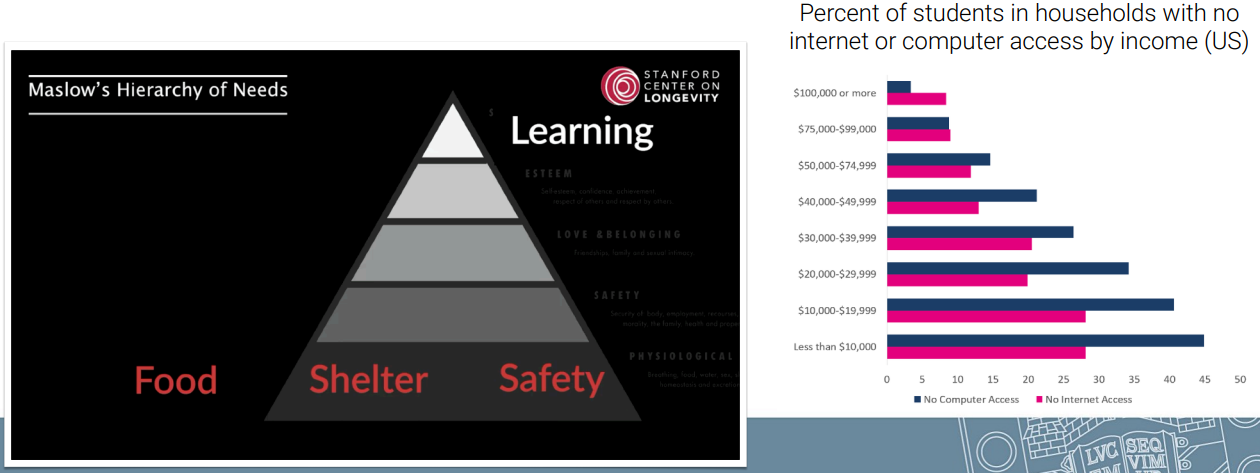 Percent of students in households with no
internet or computer access by income (US)
Maslow's Hierarchy of Needs
STANFORD
CENTER ON
LONGEVITY
S
Learning
ESTEEM
Self-esteem, confidence, achievement,
respect of others and respect by others
LOVE &BELONGING
Friendships, family and sexual intimacy
SAFETY
Security of body, employment, resources,
morality, the family, health and
PHYSIOLOGICAL
Breathing, food, water, sex,
homeostasis and excretion
Food
Shelter
Safety
$100,000 or more
$75,000-$99,000
$50,000-$74,999
$40,000-$49,999
$30,000-$39,999
$20,000-$29,999
$10,000-$19,999
Less than $10,000
0 5 10 15 20 25 30 35 40 45 50
No Computer Access No Internet Access
LVC SEQ
EM VIM